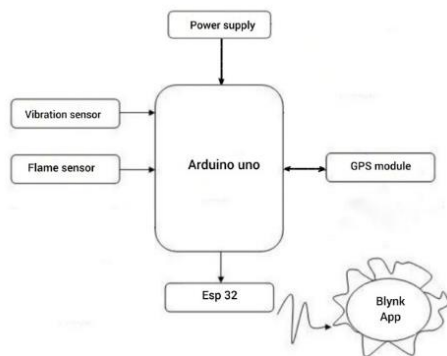 Power supply
Vibration sensor
Arduino uno
Flame sensor
GPS module
Esp 32
Blynk
App